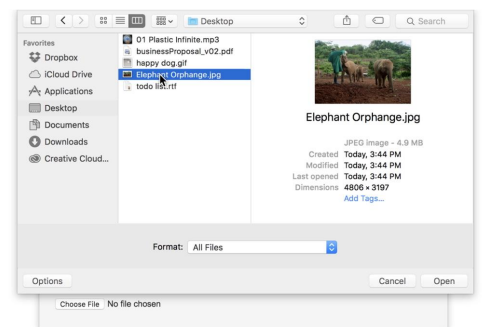 Desktop
Search
Favorites
Dropbox
iCloud Drive
Applications
Desktop
Documents
Downloads
Creative Cloud...
01 Plastic Infinite.mp3
businessProposal_v02.pdf
happy dog.gif
Elephant Orphange.jpg
todo list.rtf
Elephant Orphange.jpg
JPEG image - 4.9 MB
Created Today, 3:44 PM
Modified Today, 3:44 PM
Last opened Today, 3:44 PM
Dimensions 4806 × 3197
Add Tags...
Format: All Files
Options
Cancel Open
Choose File No file chosen